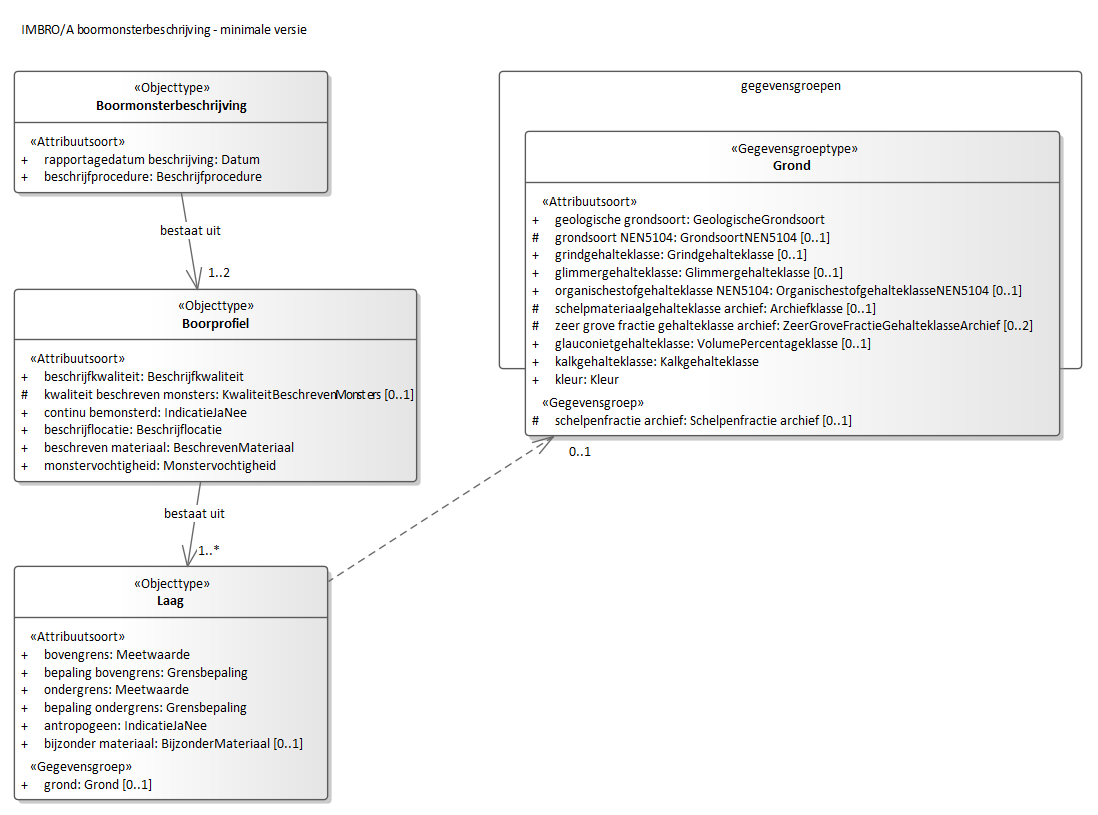 IMBRO/A boormonsterbeschrijving - minimale versie
«Objecttype»
Boormonsterbeschrijving
«Attribuutsoort»
+ rapportagedatum beschrijving: Datum
+ beschrijfprocedure: Beschrijfprocedure
bestaat uit
1..2
«Objecttype»
Boorprofiel
«Attribuutsoort»
+ beschrijfkwaliteit: Beschrijfkwaliteit
# kwaliteit beschreven monsters: KwaliteitBeschrevenMonsters [0..1]
+ continu bemonsterd: IndicatieJaNee
+ beschrijflocatie: Beschrijflocatie
+ beschreven materiaal: BeschrevenMateriaal
+ monstervochtigheid: Monstervochtigheid
bestaat uit
1..*
«Objecttype»
Laag
«Attribuutsoort»
+ bovengrens: Meetwaarde
+ bepaling bovengrens: Grensbepaling
+ ondergrens: Meetwaarde
+ bepaling ondergrens: Grensbepaling
+ antropogeen: IndicatieJaNee
+ bijzonder materiaal: BijzonderMateriaal [0..1]
«Gegevensgroep»
+ grond: Grond [0..1]
gegevensgroepen
«Gegevensgroeptype»
Grond
«Attribuutsoort»
+ geologische grondsoort: GeologischeGrondsoort
# grondsoort NEN5104: GrondsoortNEN5104 [0..1]
+ grindgehalteklasse: Grindgehalteklasse [0..1]
+ glimmergehalteklasse: Glimmergehalteklasse [0..1]
+ organischestofgehalteklasse NEN5104: OrganischestofgehalteklasseNEN5104 [0..1]
# schelpmateriaalgehalteklasse archief: Archiefklasse [0..1]
# zeer grove fractie gehalteklasse archief: ZeerGroveFractieGehalteklasseArchief [0..2]
+ glauconietgehalteklasse: VolumePercentageklasse [0..1]
+ kalkgehalteklasse: Kalkgehalteklasse
+ kleur: Kleur
«Gegevensgroep»
# schelpenfractie archief: Schelpenfractie archief [0..1]
0..1